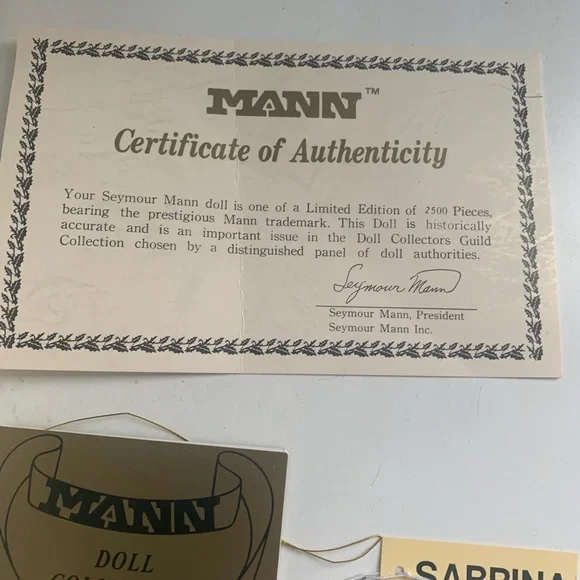 MANN™
Certificate of Authenticity
Your Seymour Mann doll is one of a Limited Edition of 2500 Pieces,
bearing the prestigious Mann trademark. This Doll is historically
accurate and is an important issue in the Doll Collectors Guild
Collection chosen by a distinguished panel of doll authorities.
Seymour Mann
Seymour Mann, President
Seymour Mann Inc.
MANN
DOLL
SABRINA